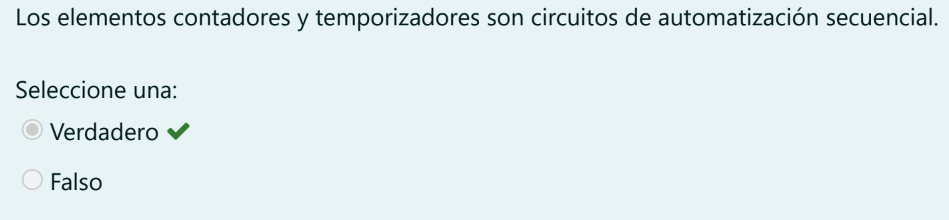 Los elementos contadores y temporizadores son circuitos de automatización secuencial.
Seleccione una:
Verdadero
Falso